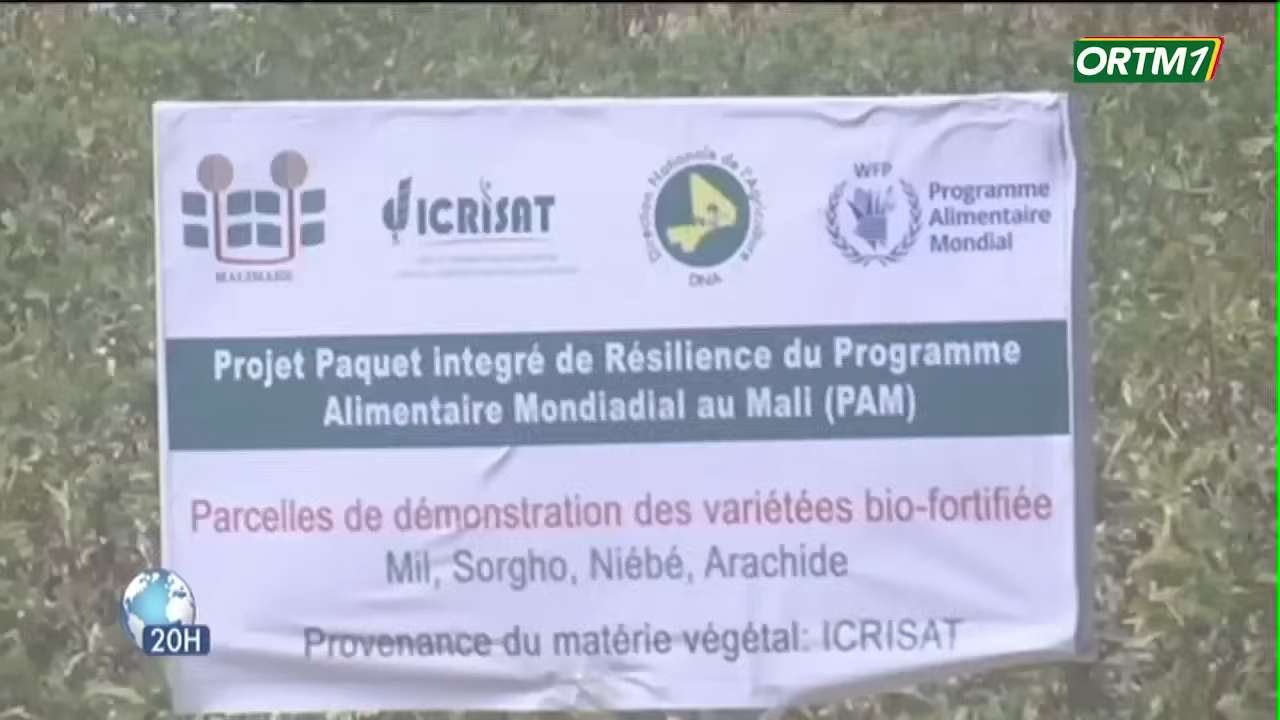 ORTM1
MALIMARK
ICRISAT
Direction Nationale de l'Agriculture
DNA
WFP
Programme
Alimentaire
Mondial
Projet Paquet integré de Résilience du Programme
Alimentaire Mondiadial au Mali (PAM)
Parcelles de démonstration des variétées bio-fortifiée
Mil, Sorgho, Niébé, Arachide
Provenance du matérie végétal: ICRISAT
20H